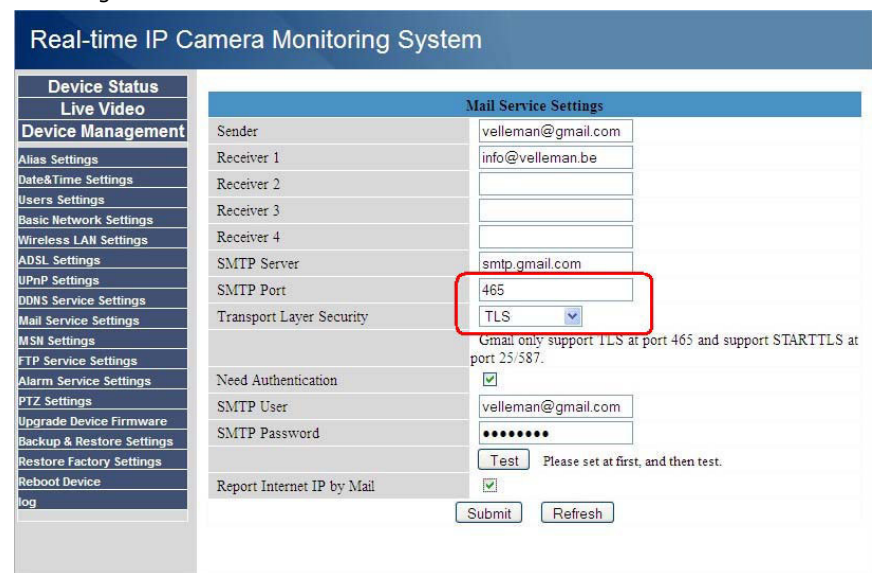 Real-time IP Camera Monitoring System
Device Status
Live Video
Device Management
Alias Settings
Date&Time Settings
Users Settings
Basic Network Settings
Wireless LAN Settings
ADSL Settings
UPnP Settings
DDNS Service Settings
Mail Service Settings
MSN Settings
FTP Service Settings
Alarm Service Settings
PTZ Settings
Upgrade Device Firmware
Backup & Restore Settings
Restore Factory Settings
Reboot Device
log
Mail Service Settings
Sender velleman@gmail.com
Receiver 1 info@velleman.be
Receiver 2
Receiver 3
Receiver 4
SMTP Server smtp.gmail.com
SMTP Port 465
Transport Layer Security TLS
Gmail only support TLS at port 465 and support STARTTLS at
port 25/587.
Need Authentication
SMTP User velleman@gmail.com
SMTP Password ••••••••
Test Please set at first, and then test.
Report Internet IP by Mail
Submit Refresh